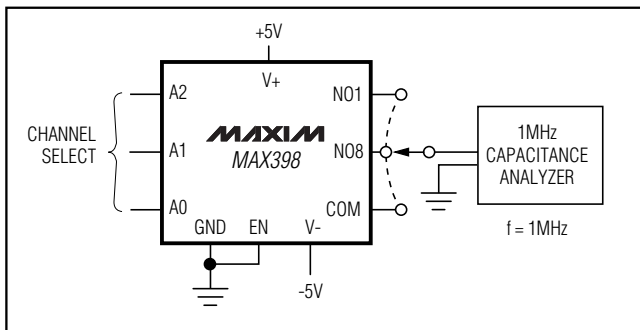 +5V
V+
A2
NO1
CHANNEL
SELECT
A1
MAXIM
MAX398
NO8
1MHz
CAPACITANCE
ANALYZER
A0
COM
GND
EN
V-
f = 1MHz
-5V